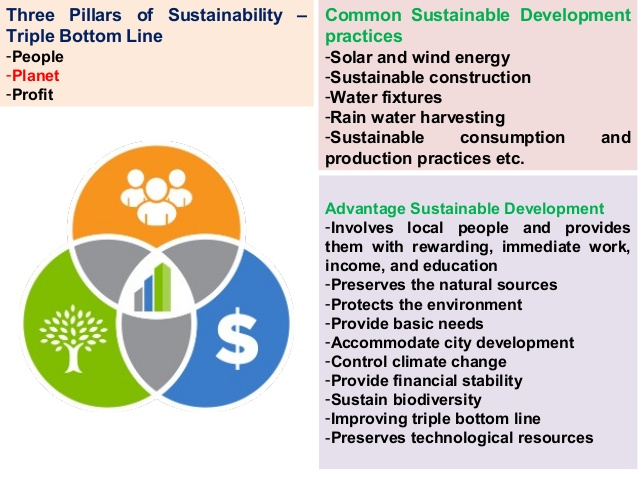 Three Pillars of Sustainability –
Triple Bottom Line
-People
-Planet
-Profit
Common Sustainable Development
practices
-Solar and wind energy
-Sustainable construction
-Water fixtures
-Rain water harvesting
-Sustainable consumption and
production practices etc.
$
Advantage Sustainable Development
-Involves local people and provides
them with rewarding, immediate work,
income, and education
-Preserves the natural sources
-Protects the environment
-Provide basic needs
-Accommodate city development
-Control climate change
-Provide financial stability
-Sustain biodiversity
-Improving triple bottom line
-Preserves technological resources